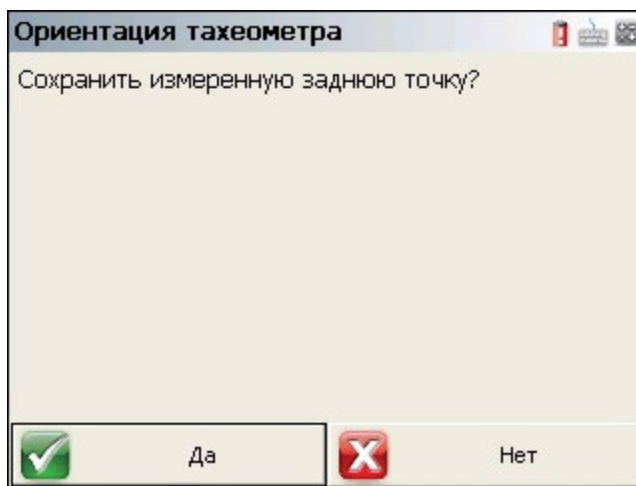 Ориентация тахеометра
Сохранить измеренную заднюю точку?
Да
Нет